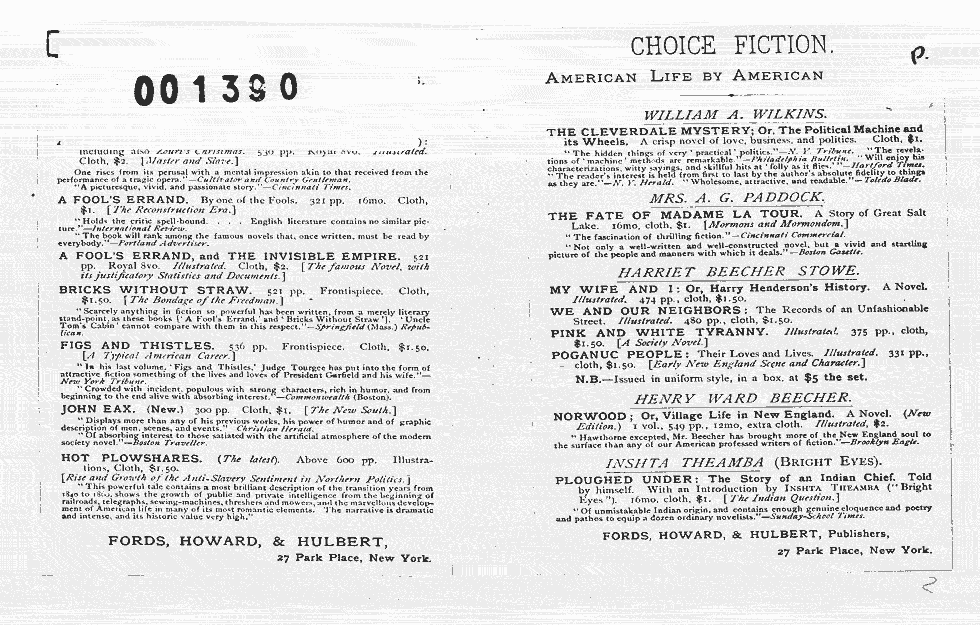 001390
including also Zouri's Christmas. 530 pp. Royal 8vo. Illustrated.
Cloth, $2. [Master and Slave.]
One rises from its perusal with a mental impression akin to that received from the
performance of a tragic opera."—Cultivator and Country Gentleman.
"A picturesque, vivid, and passionate story."—Cincinnati Times.
A FOOL'S ERRAND. By one of the Fools. 321 pp. 16mo. Cloth,
$1. [The Reconstruction Era.]
"Holds the critic spell-bound. . . . English literature contains no similar pic-
ture."—International Review.
"The book will rank among the famous novels that, once written, must be read by
everybody."—Portland Advertiser.
A FOOL'S ERRAND, and THE INVISIBLE EMPIRE. 521
pp. Royal 8vo. Illustrated. Cloth, $2. [The famous Novel, with
its justificatory Statistics and Documents.]
BRICKS WITHOUT STRAW. 521 pp. Frontispiece. Cloth,
$1.50. [The Bondage of the Freedman.]
"Scarcely anything in fiction so powerful has been written, from a merely literary
stand-point, as these books ['A Fool's Errand,' and 'Bricks Without Straw']. 'Uncle
Tom's Cabin' cannot compare with them in this respect."—Springfield (Mass.) Repub-
lican.
FIGS AND THISTLES. 536 pp. Frontispiece. Cloth, $1.50.
[A Typical American Career.]
"In his last volume, 'Figs and Thistles,' Judge Tourgee has put into the form of
attractive fiction something of the lives and loves of President Garfield and his wife."—
New York Tribune.
"Crowded with incident, populous with strong characters, rich in humor, and from
beginning to the end alive with absorbing interest."—Commonwealth (Boston).
JOHN EAX. (New.) 300 pp. Cloth, $1. [The New South.]
"Displays more than any of his previous works, his power of humor and of graphic
description of men, scenes, and events." Christian Herald.
"Of absorbing interest to those satiated with the artificial atmosphere of the modern
society novel."—Boston Traveller.
HOT PLOWSHARES. (The latest). Above 600 pp. Illustra-
tions, Cloth, $1.50.
[Rise and Growth of the Anti-Slavery Sentiment in Northern Politics.]
"This powerful tale contains a most brilliant description of the transition years from
1840 to 1860, shows the growth of public and private intelligence from the beginning of
railroads, telegraphs, sewing-machines, threshers and mowers, and the marvellous develop-
ment of American life in many of its most romantic elements. The narrative is dramatic
and intense, and its historic value very high."
FORDS, HOWARD, & HULBERT,
27 Park Place, New York.
CHOICE FICTION.
p.
AMERICAN LIFE BY AMERICAN
WILLIAM A. WILKINS.
THE CLEVERDALE MYSTERY; Or, The Political Machine and
its Wheels. A crisp novel of love, business, and politics. Cloth, $1.
"The hidden things of very 'practical' politics."—N. Y. Tribune. "The revela-
tions of 'machine' methods are remarkable."—Philadelphia Bulletin. "Will enjoy his
characterizations, witty sayings, and skillful hits at 'folly as it flies.'"—Hartford Times.
"The reader's interest is held from first to last by the author's absolute fidelity to things
as they are."—N. Y. Herald. "Wholesome, attractive, and readable."—Toledo Blade.
MRS. A. G. PADDOCK.
THE FATE OF MADAME LA TOUR. A Story of Great Salt
Lake. 16mo, cloth, $1. [Mormons and Mormondom.]
"The fascination of thrilling fiction."—Cincinnati Commercial.
"Not only a well-written and well-constructed novel, but a vivid and startling
picture of the people and manners with which it deals."—Boston Gazette.
HARRIET BEECHER STOWE.
MY WIFE AND I: Or, Harry Henderson's History. A Novel.
Illustrated. 474 pp., cloth, $1.50.
WE AND OUR NEIGHBORS: The Records of an Unfashionable
Street. Illustrated. 480 pp., cloth, $1.50.
PINK AND WHITE TYRANNY. Illustrated. 375 pp., cloth,
$1.50. [A Society Novel.]
POGANUC PEOPLE: Their Loves and Lives. Illustrated. 331 pp.,
cloth, $1.50. [Early New England Scene and Character.]
N.B.—Issued in uniform style, in a box, at $5 the set.
HENRY WARD BEECHER.
NORWOOD; Or, Village Life in New England. A Novel. (New
Edition.) 1 vol., 549 pp., 12mo, extra cloth. Illustrated, $2.
"Hawthorne excepted, Mr. Beecher has brought more of the New England soul to
the surface than any of our American professed writers of fiction."—Brooklyn Eagle.
INSHTA THEAMBA (BRIGHT EYES).
PLOUGHED UNDER: The Story of an Indian Chief. Told
by himself. With an Introduction by INSHTA THEAMBA ("Bright
Eyes"). 16mo, cloth, $1. [The Indian Question.]
"Of unmistakable Indian origin, and contains enough genuine eloquence and poetry
and pathos to equip a dozen ordinary novelists."—Sunday-School Times.
FORDS, HOWARD, & HULBERT, Publishers,
27 Park Place, New York.
2